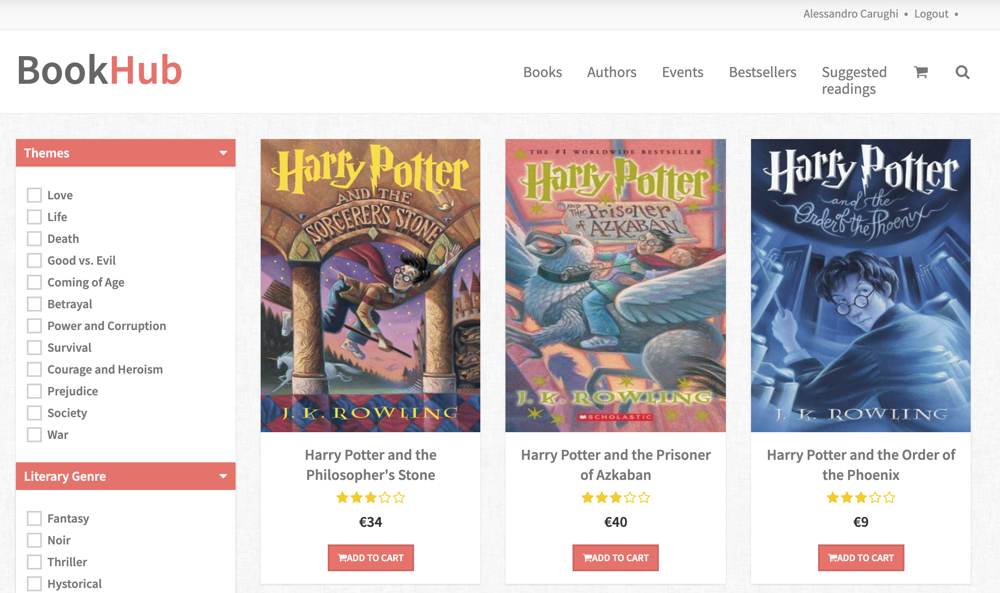 Alessandro Carughi • Logout •
BookHub
Books Authors Events Bestsellers Suggested
readings
Themes
Love
Life
Death
Good vs. Evil
Coming of Age
Betrayal
Power and Corruption
Survival
Courage and Heroism
Prejudice
Society
War
Literary Genre
Fantasy
Noir
Thriller
Hystorical
Harry Potter
AND THE
SORCERER'S STONE
J. K. ROWLING
Harry Potter and the
Philosopher's Stone
€34
ADD TO CART
THE #1 WORLDWIDE BESTSELLER
Harry Potter
AND
THE Prisoner
of AZKABAN
J. K. ROWLING
SCHOLASTIC
Harry Potter and the Prisoner
of Azkaban
€40
ADD TO CART
Harry Potter
and the
Order of the Phoenix
J. K. ROWLING
Harry Potter and the Order of
the Phoenix
€9
ADD TO CART